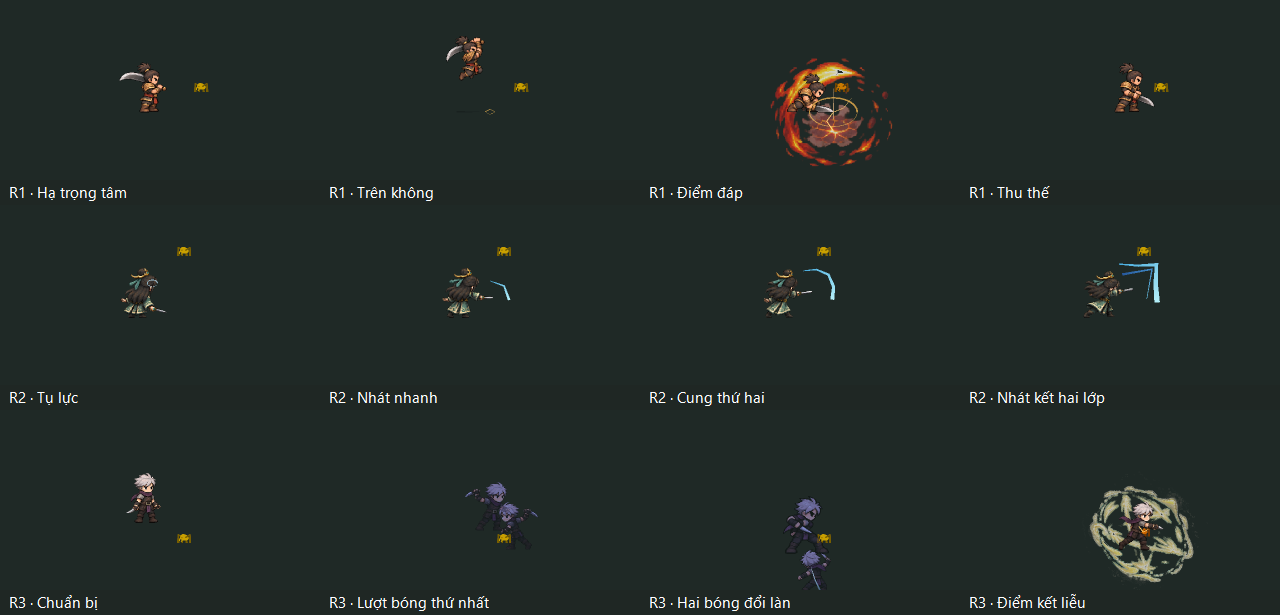 R1 · Hạ trọng tâm
R1 · Trên không
R1 · Điểm đáp
R1 · Thu thế
R2 · Tụ lực
R2 · Nhát nhanh
R2 · Cung thứ hai
R2 · Nhát kết hai lớp
R3 · Chuẩn bị
R3 · Lượt bóng thứ nhất
R3 · Hai bóng đổi làn
R3 · Điểm kết liễu